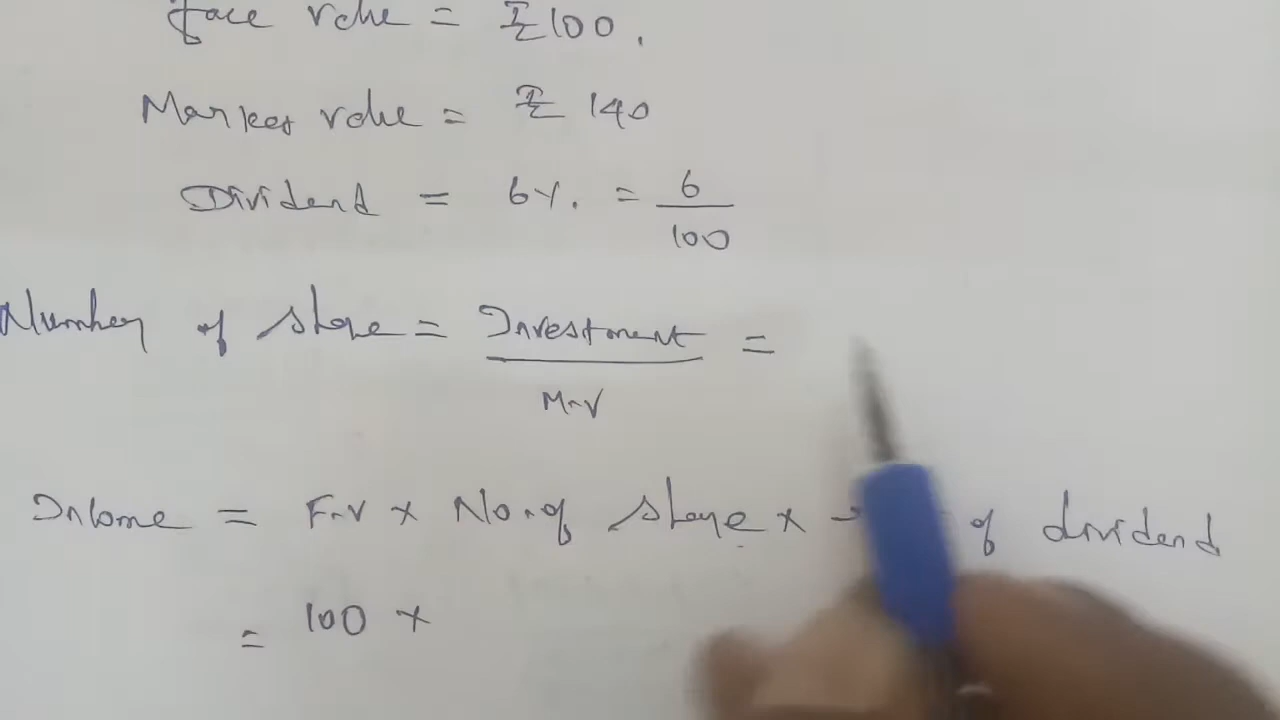 face value = ₹100.
Market value = ₹ 140
Dividend = 6%. = 6/100
Number of share = Investment/M.V =
Income = F.V × No. of share × of dividend
= 100 ×